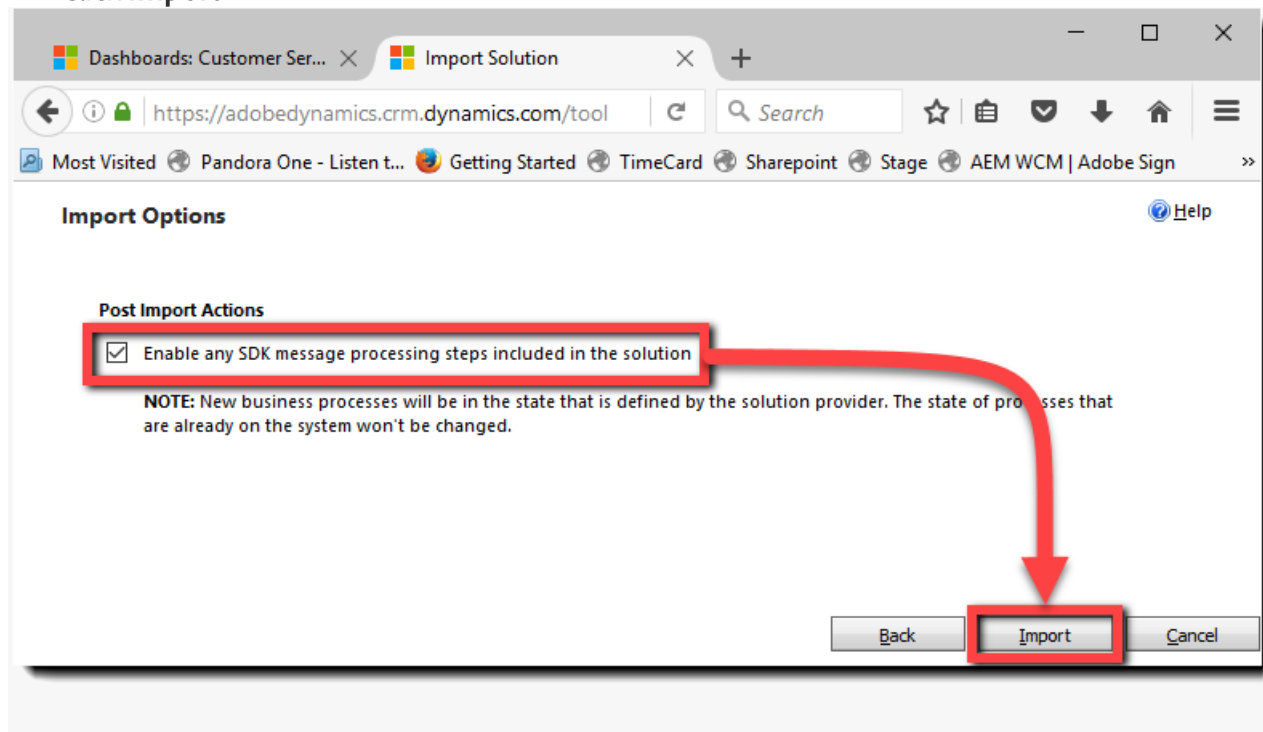 Dashboards: Customer Ser...
Import Solution
https://adobedynamics.crm.dynamics.com/tool
Search
Most Visited
Pandora One - Listen t...
Getting Started
TimeCard
Sharepoint
Stage
AEM WCM | Adobe Sign
Import Options
Help
Post Import Actions
Enable any SDK message processing steps included in the solution
NOTE: New business processes will be in the state that is defined by the solution provider. The state of processes that
are already on the system won't be changed.
Back
Import
Cancel